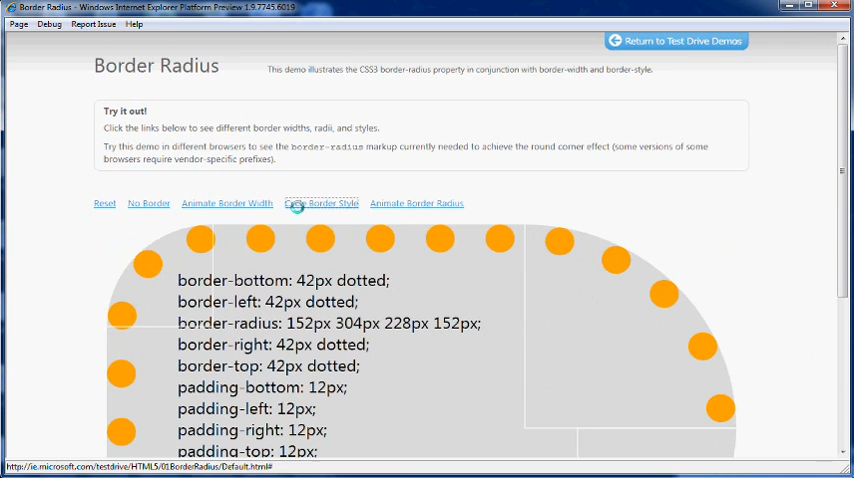 Border Radius - Windows Internet Explorer Platform Preview 1.9.7745.6019
Page Debug Report Issue Help
Return to Test Drive Demos
Border Radius
This demo illustrates the CSS3 border-radius property in conjunction with border-width and border-style.
Try it out!
Click the links below to see different border widths, radii, and styles.
Try this demo in different browsers to see the border-radius markup currently needed to achieve the round corner effect (some versions of
browsers require vendor-specific prefixes).
Reset No Border Animate Border Width Cycle Border Style Animate Border Radius
border-bottom: 42px dotted;
border-left: 42px dotted;
border-radius: 152px 304px 228px 152px;
border-right: 42px dotted;
border-top: 42px dotted;
padding-bottom: 12px;
padding-left: 12px;
padding-right: 12px;
padding-top: 12px;
http://ie.microsoft.com/testdrive/HTML5/01BorderRadius/Default.html#